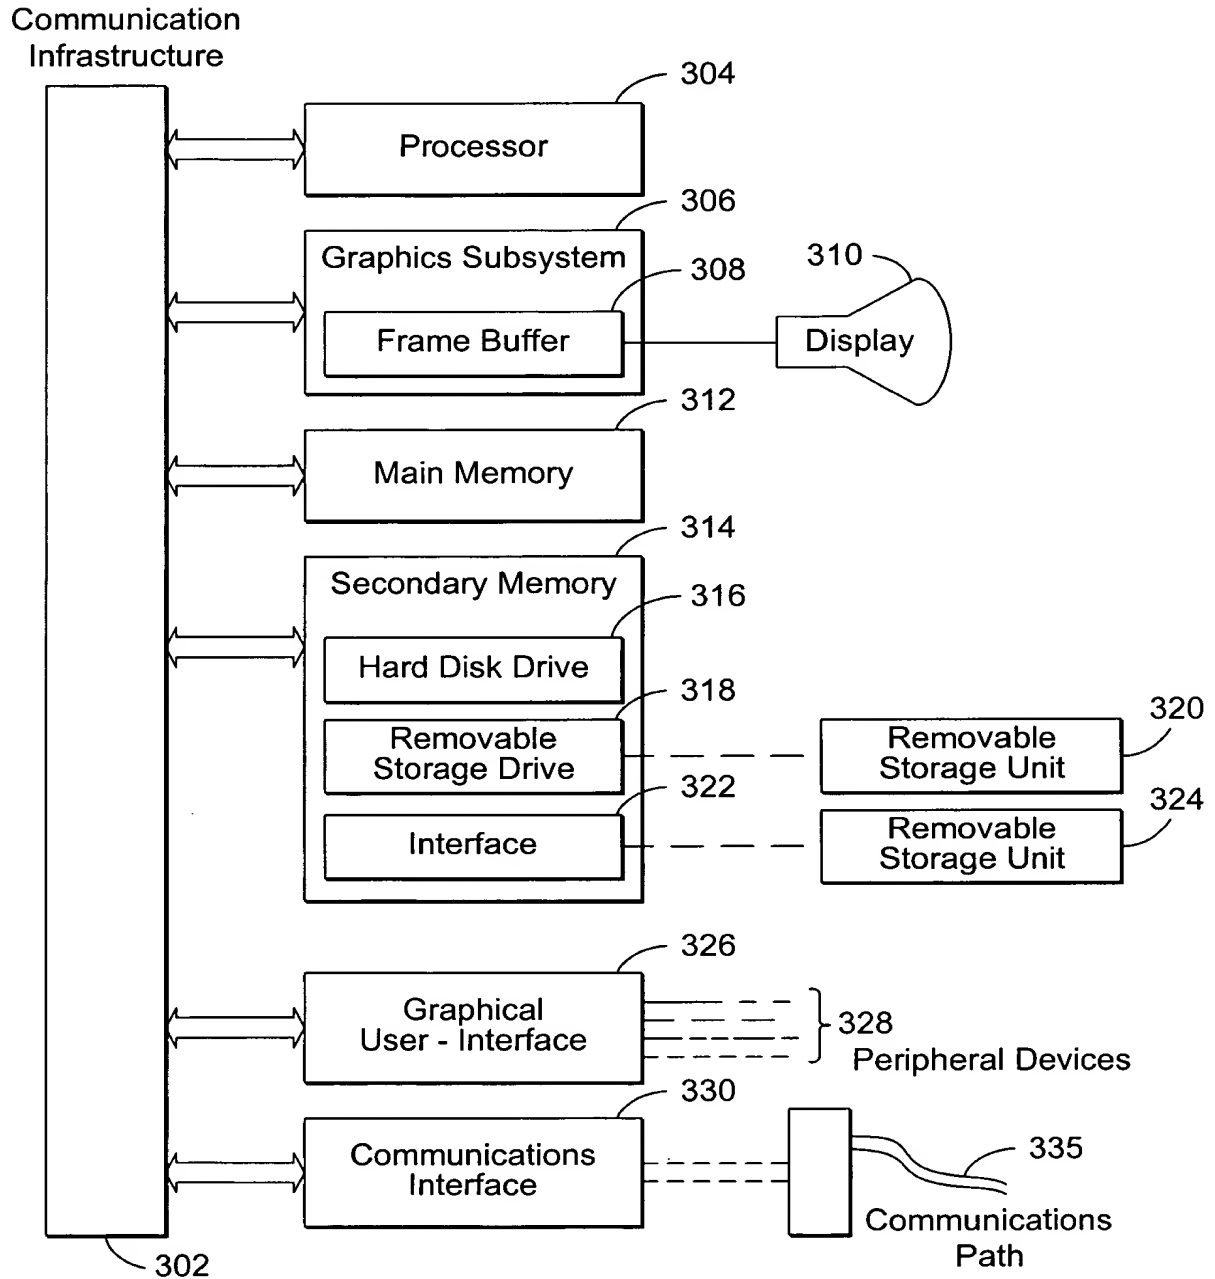 Communication
Infrastructure
304
Processor
306
Graphics Subsystem
308
310
Frame Buffer
Display
312
Main Memory
314
Secondary Memory
316
Hard Disk Drive
318
Removable
Storage Drive
320
Removable
Storage Unit
322
Interface
324
Removable
Storage Unit
326
Graphical
User - Interface
328
Peripheral Devices
330
Communications
Interface
335
Communications
Path
302